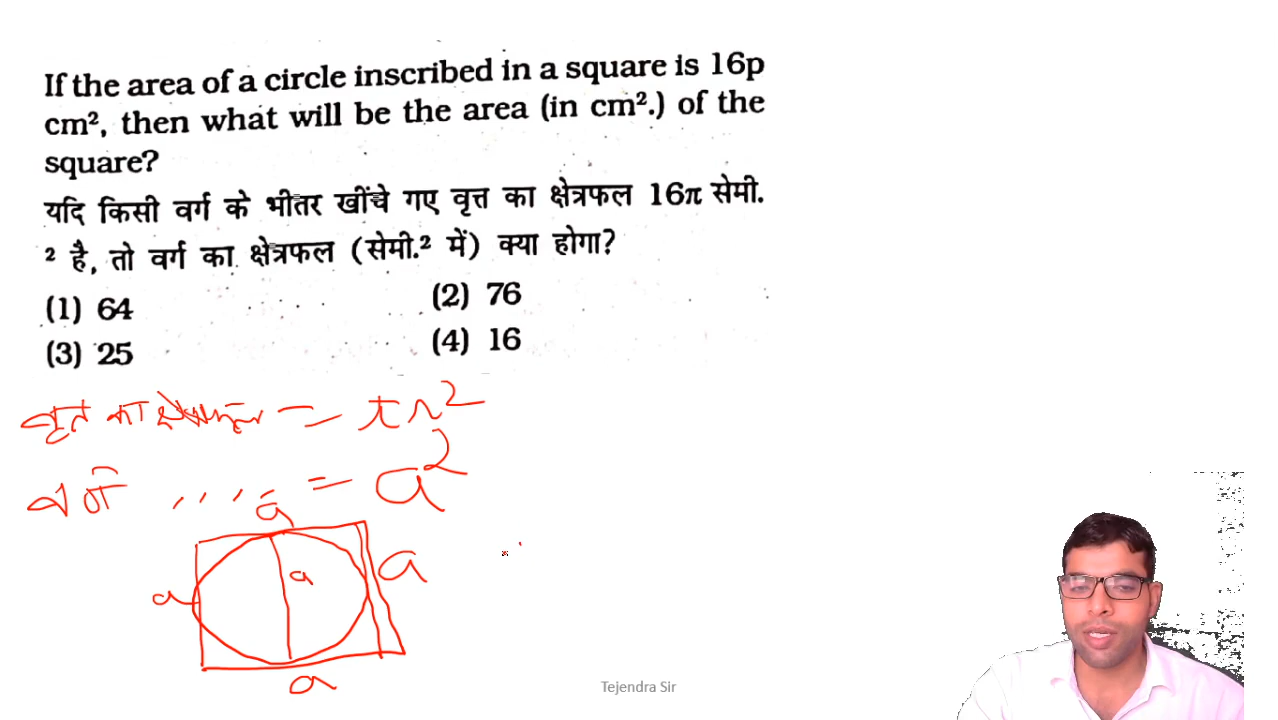 If the area of a circle inscribed in a square is 16p
cm², then what will be the area (in cm².) of the
square?
यदि किसी वर्ग के भीतर खींचे गए वृत्त का क्षेत्रफल 16π सेमी.
² है, तो वर्ग का क्षेत्रफल (सेमी.² में) क्या होगा?
(1) 64 (2) 76
(3) 25 (4) 16
वृत का क्षेत्रफल = πr²
वर्ग ,,,, = a²
a
a
a
a
a
Tejendra Sir